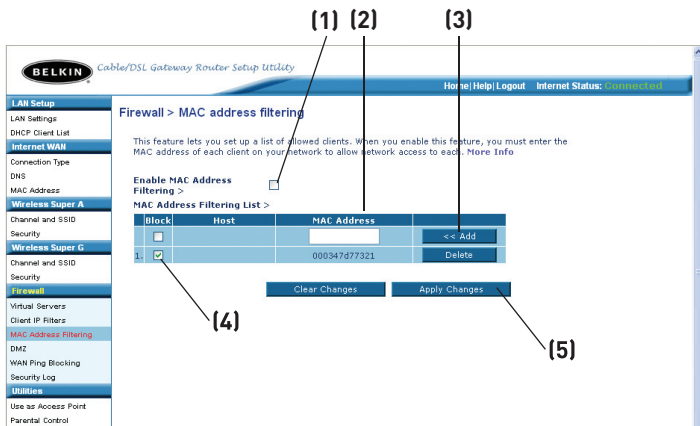 (1) (2) (3)
BELKIN Cable/DSL Gateway Router Setup Utility
Home|Help|Logout Internet Status: Connected
LAN Setup
LAN Settings
DHCP Client List
Internet WAN
Connection Type
DNS
MAC Address
Wireless Super A
Channel and SSID
Security
Wireless Super G
Channel and SSID
Security
Firewall
Virtual Servers
Client IP Filters
MAC Address Filtering
DMZ
WAN Ping Blocking
Security Log
Utilities
Use as Access Point
Parental Control
Firewall > MAC address filtering
This feature lets you set up a list of allowed clients. When you enable this feature, you must enter the
MAC address of each client on your network to allow network access to each. More Info
Enable MAC Address
Filtering >
MAC Address Filtering List >
Block Host MAC Address
<< Add
1. 000347d77321 Delete
Clear Changes Apply Changes
(4)
(5)